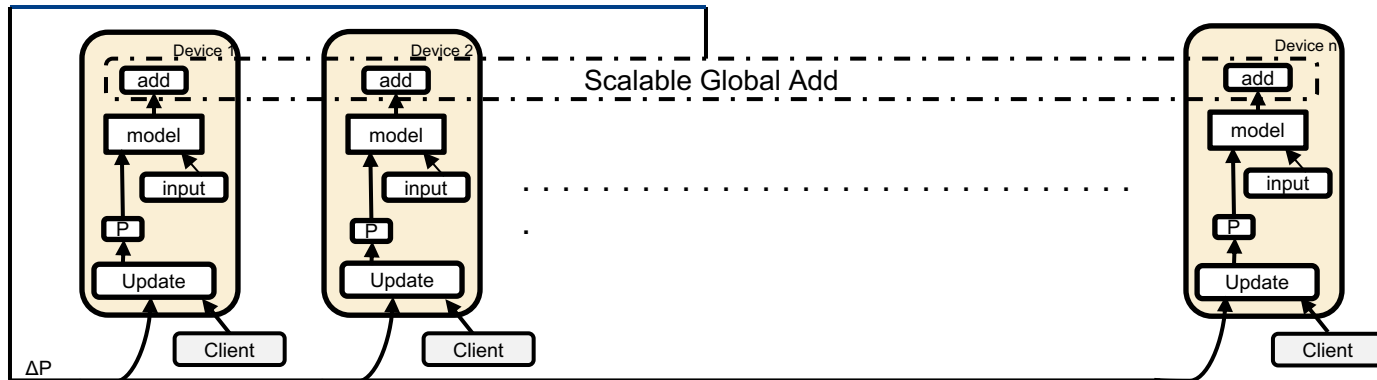 Device 1
Device 2
Device n
add
add
Scalable Global Add
add
model
model
model
input
input
input
. . . . . . . . . . . . . . . . . . . . . . . . . . . . . . .
.
P
P
P
Update
Update
Update
Client
Client
Client
ΔP